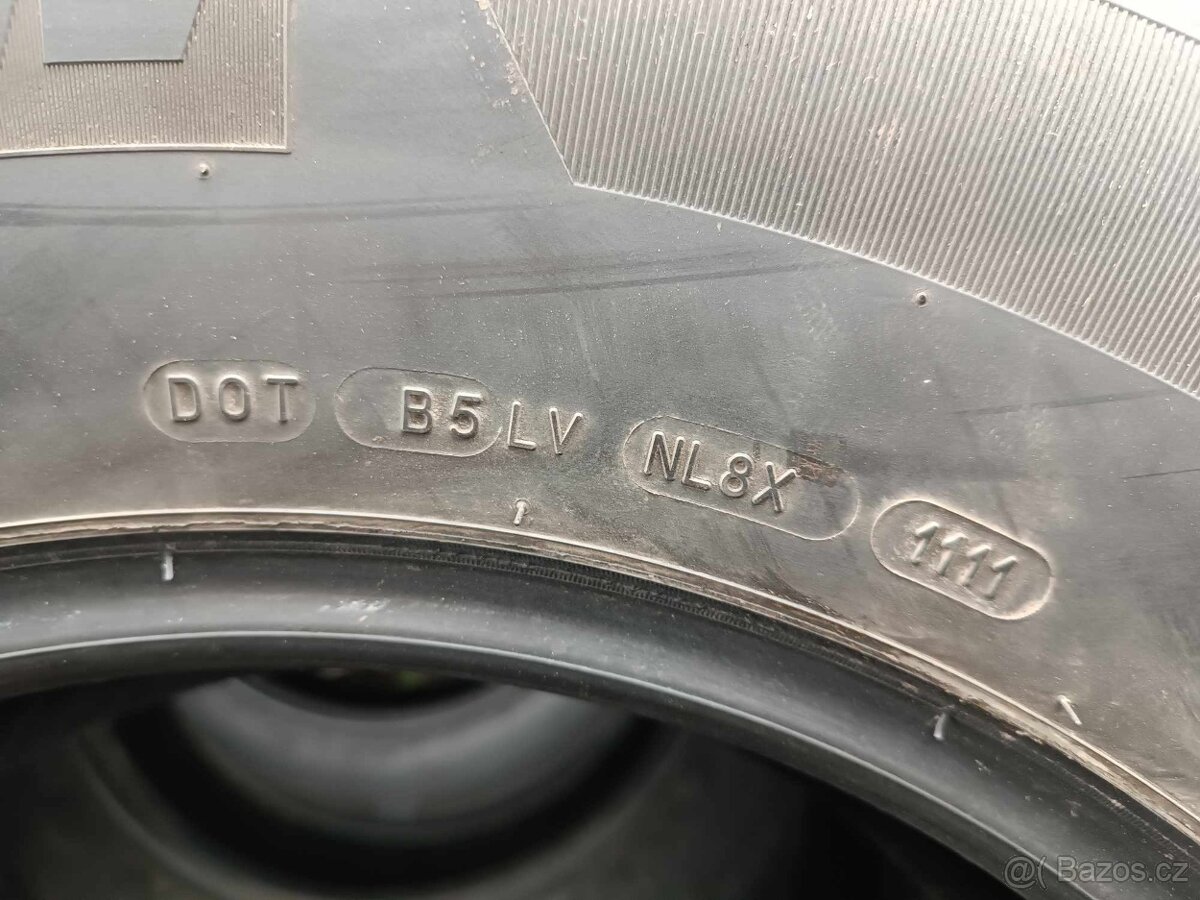 DOT B5LV NL8X 1111
@( Bazos.cz